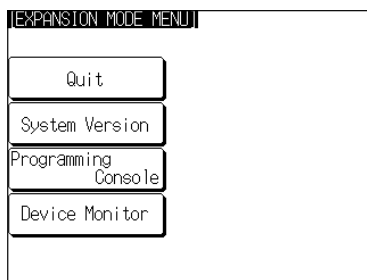 [EXPANSION MODE MENU]
Quit
System Version
Programming
Console
Device Monitor